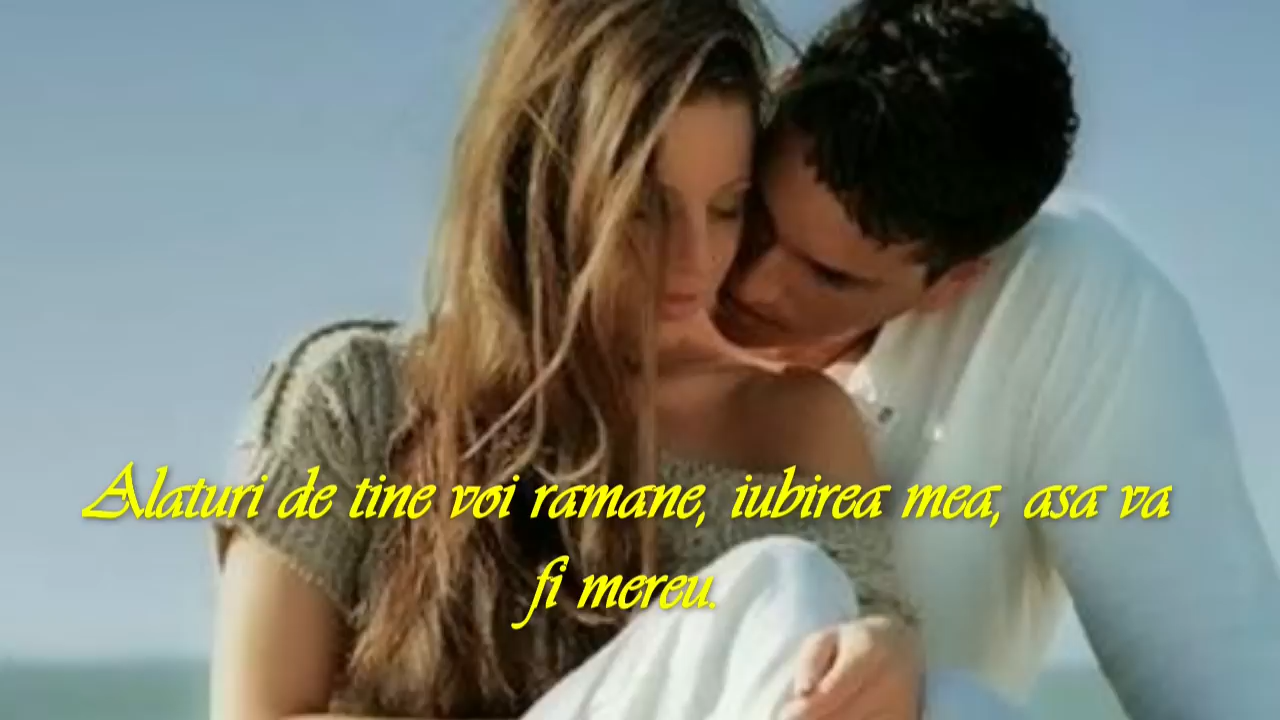 Alaturi de tine voi ramane, iubirea mea, asa va
fi mereu.